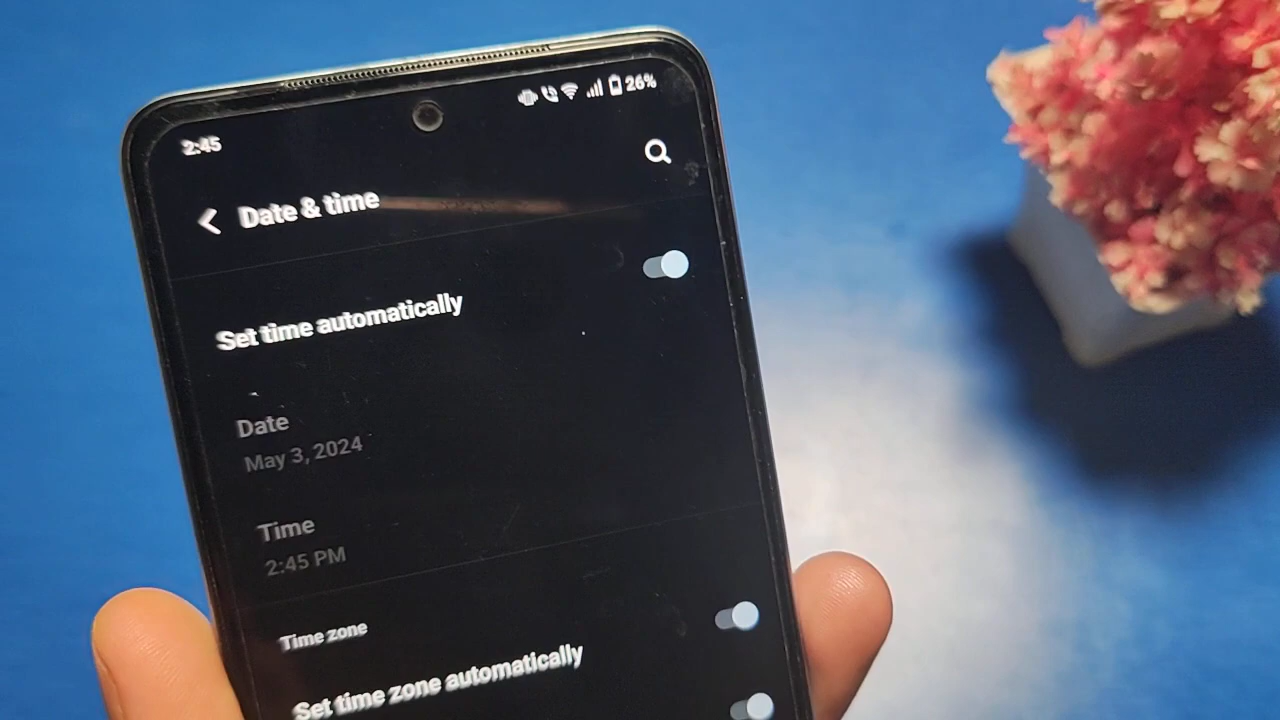 2:45 26%
Date & time
Set time automatically
Date
May 3, 2024
Time
2:45 PM
Time zone
Set time zone automatically